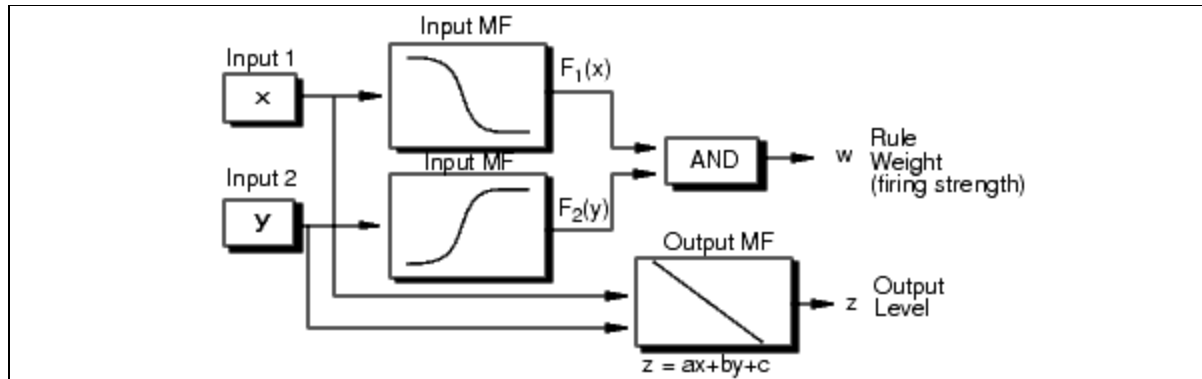 Input MF
Input 1
x
F1(x)
AND
w
Rule
Weight
(firing strength)
Input MF
Input 2
y
F2(y)
Output MF
z
Output
Level
z = ax+by+c